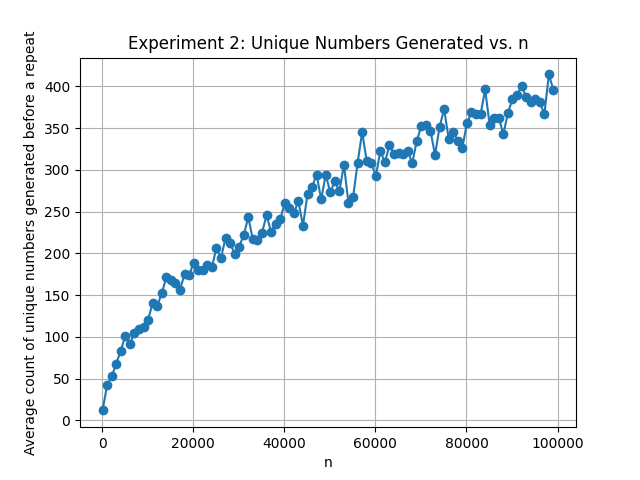 Experiment 2: Unique Numbers Generated vs. n
Average count of unique numbers generated before a repeat
400
350
300
250
200
150
100
50
0
0 20000 40000 60000 80000 100000
n